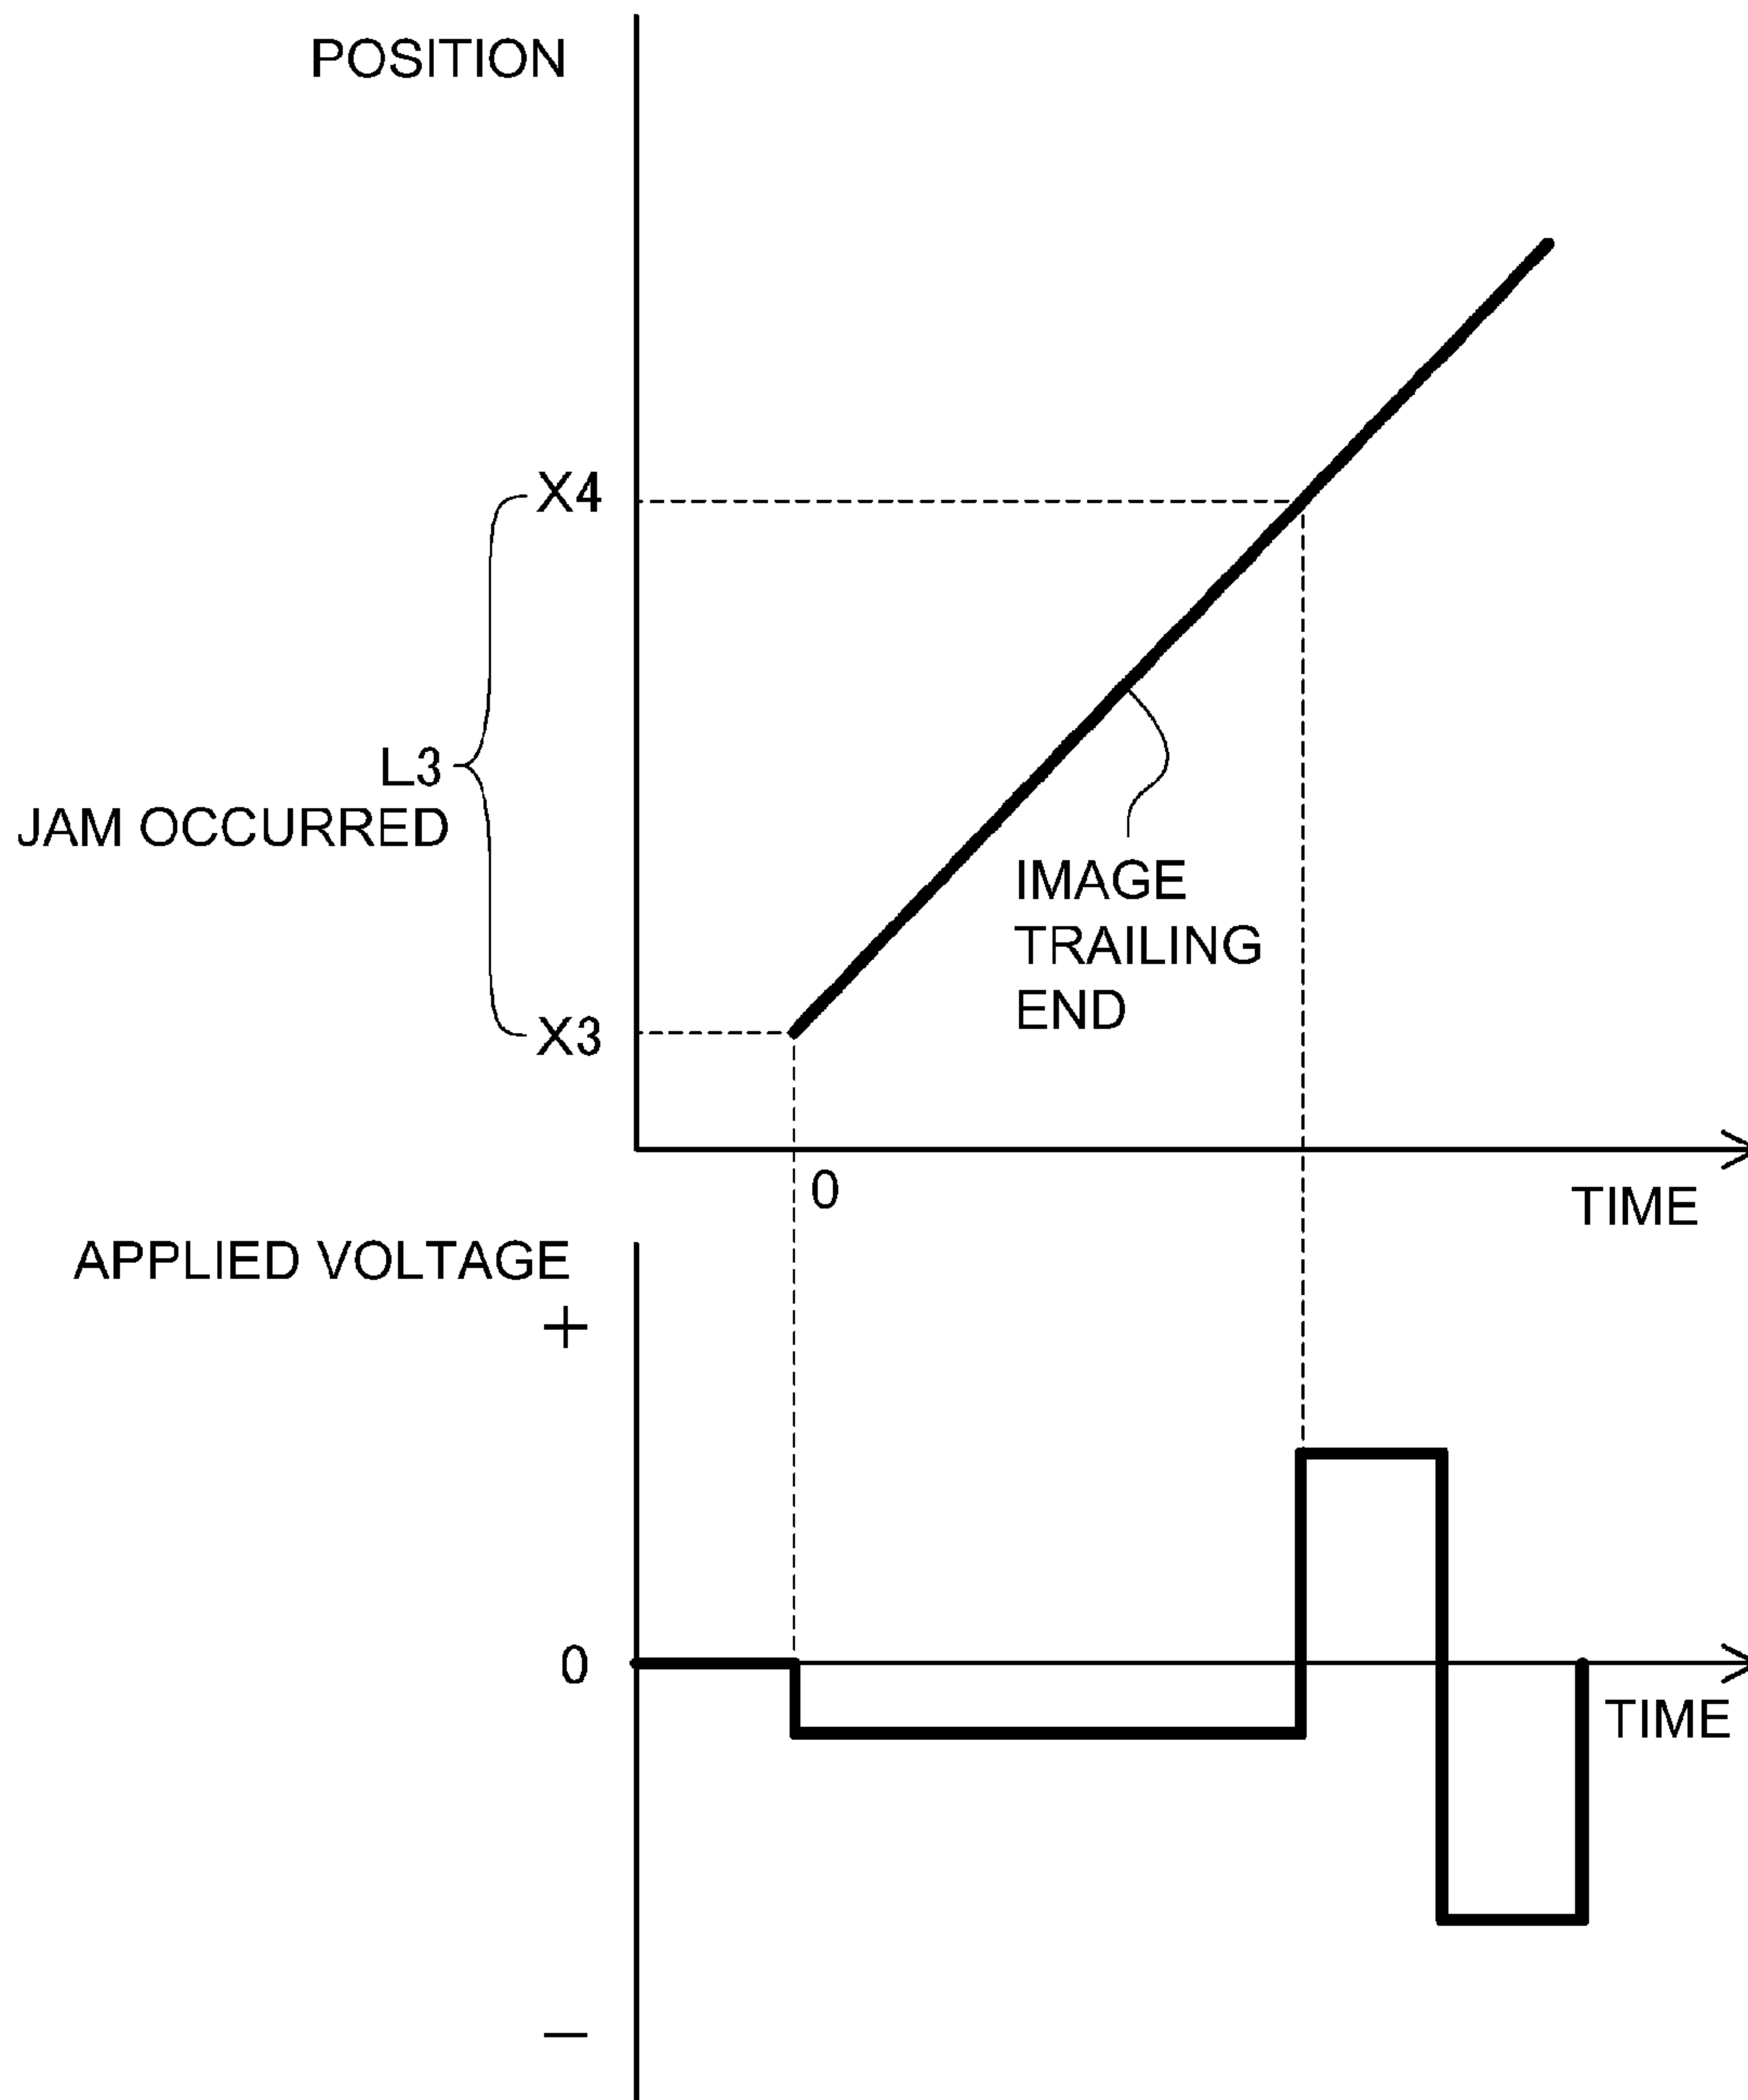 POSITION
X4
L3
JAM OCCURRED
IMAGE
TRAILING
END
X3
0
TIME
APPLIED VOLTAGE
+
0
TIME
—